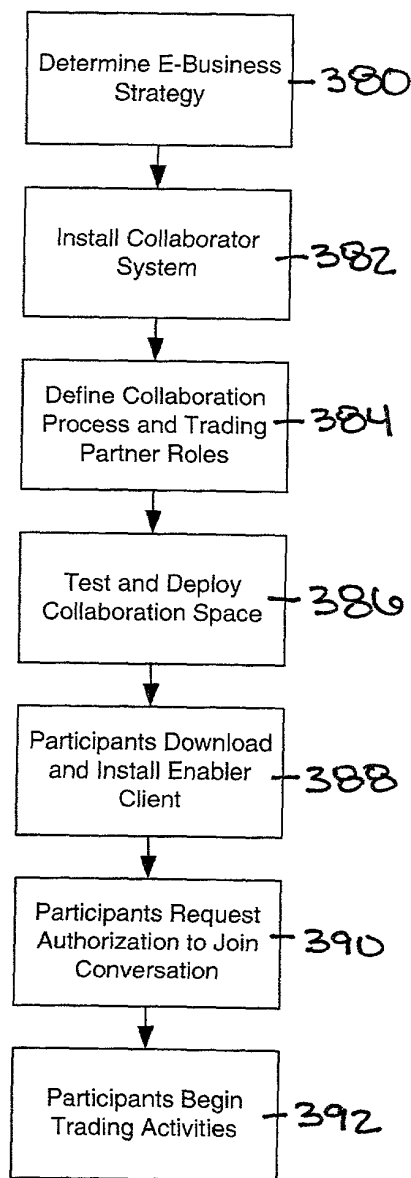 Determine E-Business
Strategy
380
Install Collaborator
System
382
Define Collaboration
Process and Trading
Partner Roles
384
Test and Deploy
Collaboration Space
386
Participants Download
and Install Enabler
Client
388
Participants Request
Authorization to Join
Conversation
390
Participants Begin
Trading Activities
392